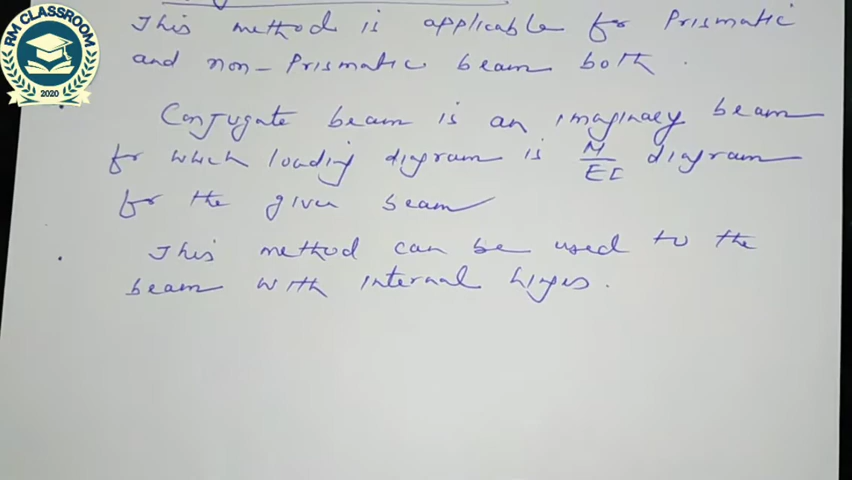 RM CLASSROOM
2020
This method is applicable for Prismatic
and non-Prismatic beam both.
Conjugate beam is an imaginary beam
for which loading diagram is M/EI diagram
for the given beam
This method can be used to the
beam with internal hinges.